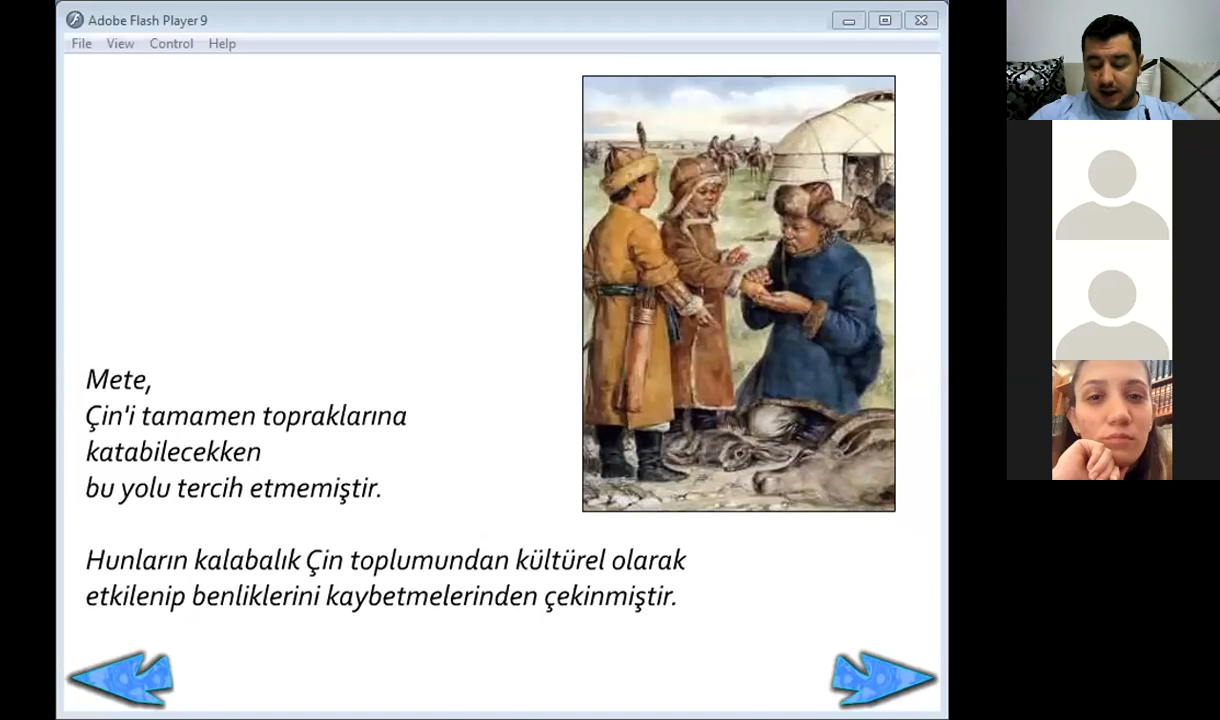 Adobe Flash Player 9
File View Control Help
Mete,
Çin'i tamamen topraklarına
katabilecekken
bu yolu tercih etmemiştir.
Hunların kalabalık Çin toplumundan kültürel olarak
etkilenip benliklerini kaybetmelerinden çekinmiştir.